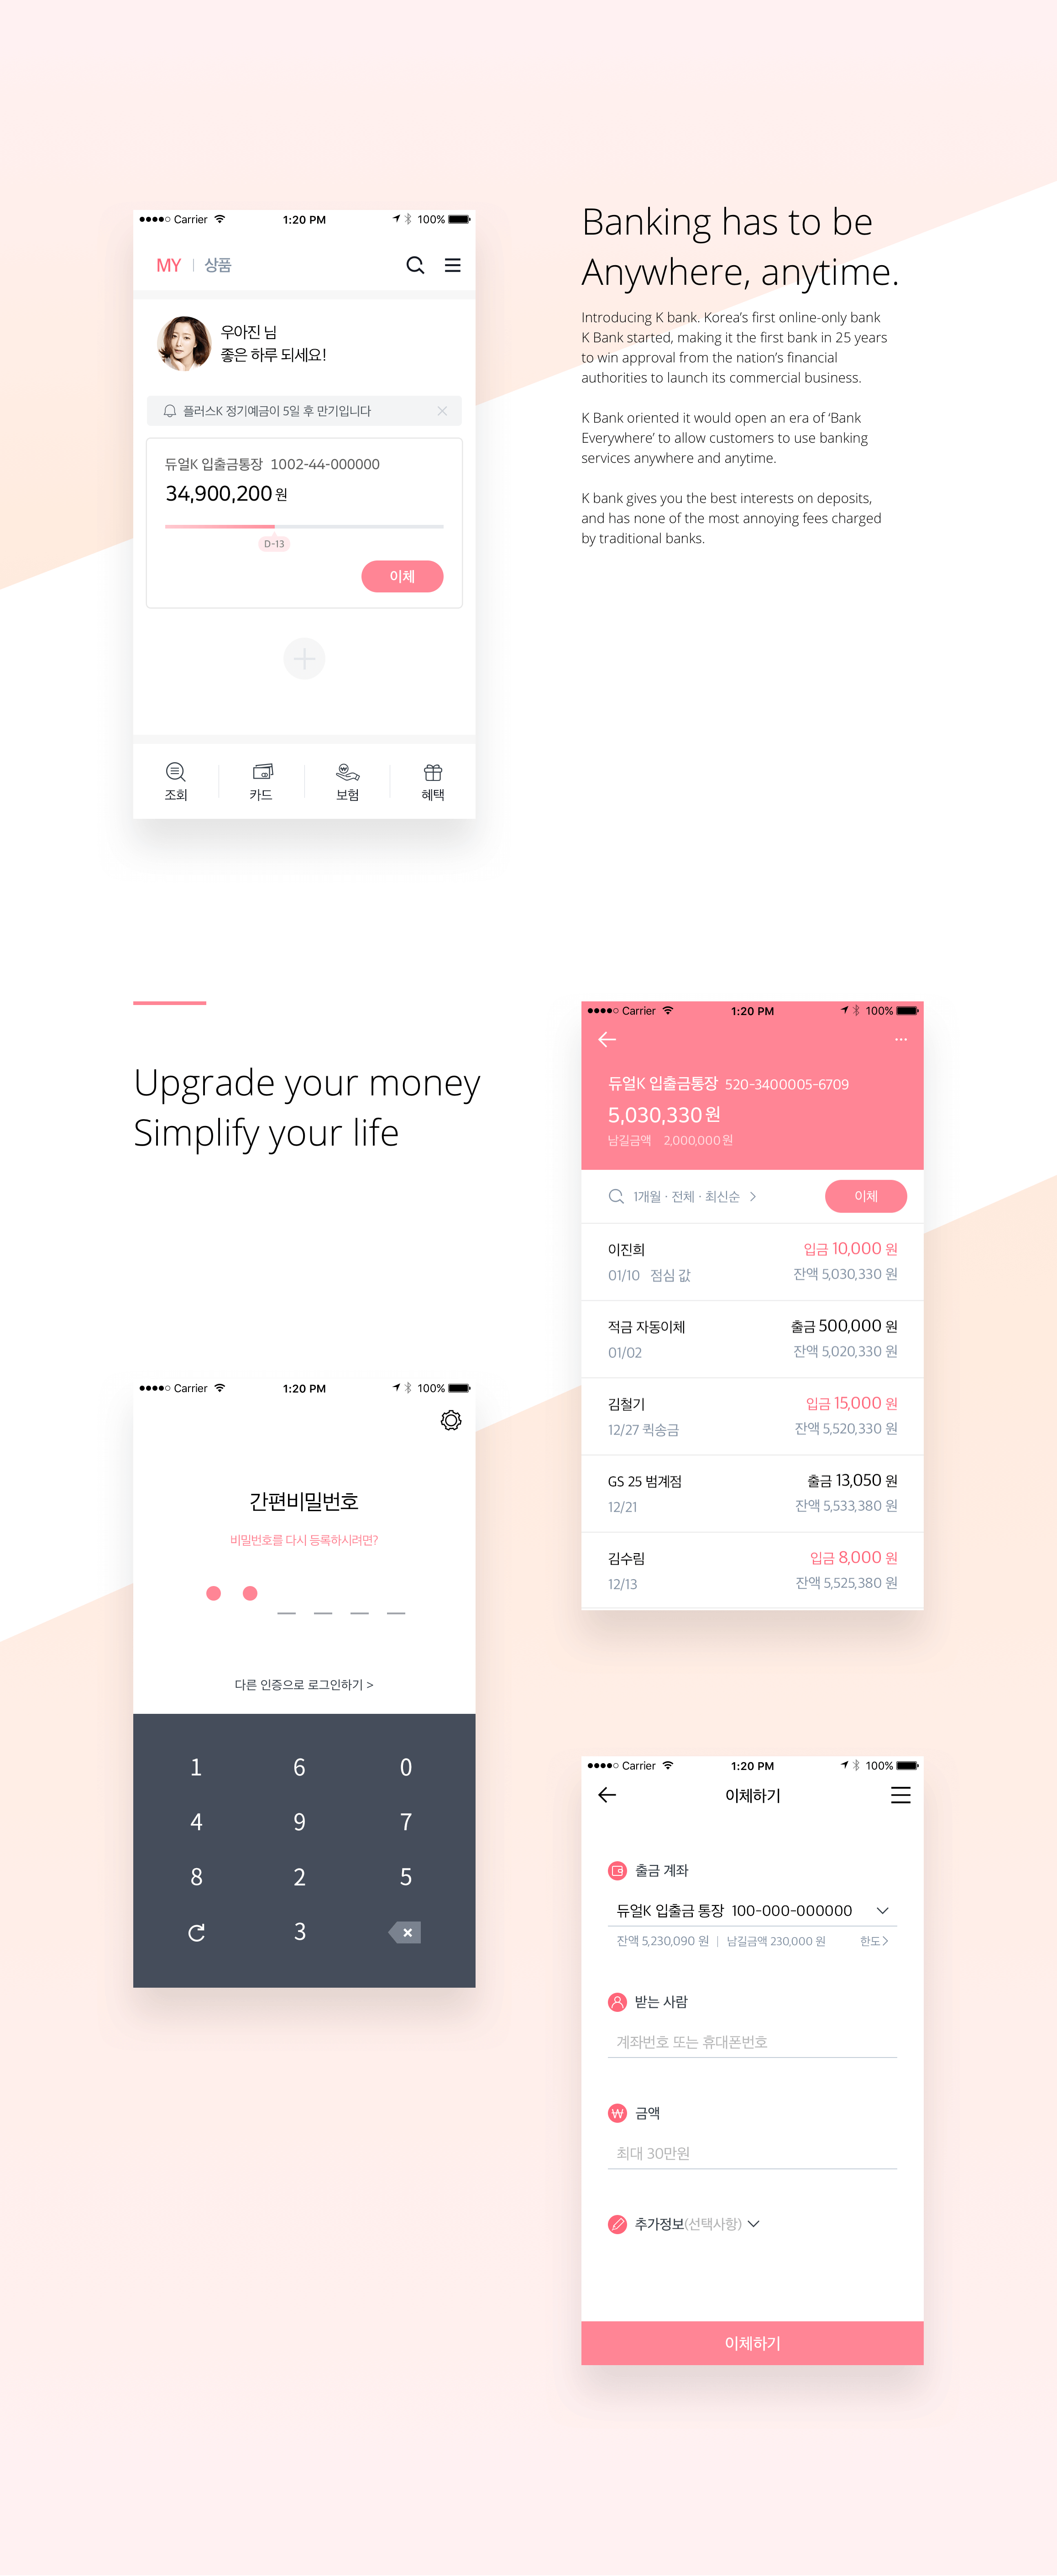 Carrier 1:20 PM 100%
MY | 상품
우아진 님
좋은 하루 되세요!
플러스K 정기예금이 5일 후 만기입니다
듀얼K 입출금통장 1002-44-000000
34,900,200 원
D-13
이체
조회 카드 보험 혜택
Banking has to be
Anywhere, anytime.
Introducing K bank. Korea’s first online-only bank
K Bank started, making it the first bank in 25 years
to win approval from the nation’s financial
authorities to launch its commercial business.
K Bank oriented it would open an era of ‘Bank
Everywhere’ to allow customers to use banking
services anywhere and anytime.
K bank gives you the best interests on deposits,
and has none of the most annoying fees charged
by traditional banks.
Upgrade your money
Simplify your life
Carrier 1:20 PM 100%
듀얼K 입출금통장 520-3400005-6709
5,030,330 원
남길금액 2,000,000 원
1개월 · 전체 · 최신순 >
이체
이진희 입금 10,000 원
01/10 점심 값 잔액 5,030,330 원
적금 자동이체 출금 500,000 원
01/02 잔액 5,020,330 원
김철기 입금 15,000 원
12/27 퀵송금 잔액 5,520,330 원
GS 25 범계점 출금 13,050 원
12/21 잔액 5,533,380 원
김수림 입금 8,000 원
12/13 잔액 5,525,380 원
Carrier 1:20 PM 100%
간편비밀번호
비밀번호를 다시 등록하시려면?
다른 인증으로 로그인하기 >
1 6 0
4 9 7
8 2 5
3
Carrier 1:20 PM 100%
이체하기
출금 계좌
듀얼K 입출금 통장 100-000-000000
잔액 5,230,090 원 | 남길금액 230,000 원 한도 >
받는 사람
계좌번호 또는 휴대폰번호
₩ 금액
최대 30만원
추가정보(선택사항)
이체하기